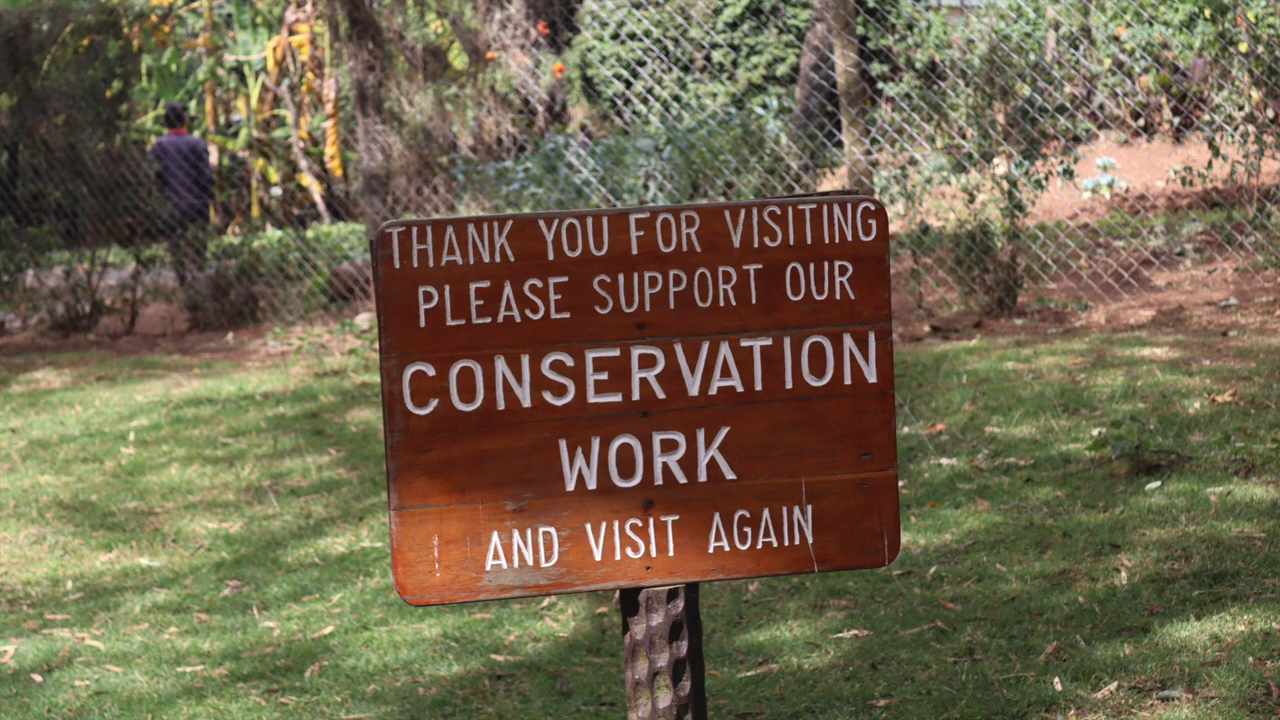 THANK YOU FOR VISITING
PLEASE SUPPORT OUR
CONSERVATION
WORK
AND VISIT AGAIN